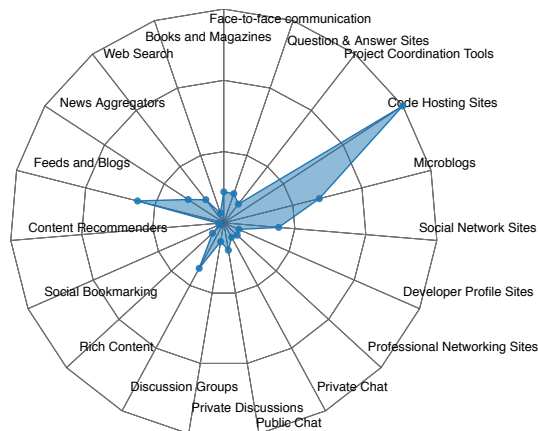 Face-to-face communication
Books and Magazines
Question & Answer Sites
Web Search
Project Coordination Tools
News Aggregators
Code Hosting Sites
Feeds and Blogs
Microblogs
Content Recommenders
Social Network Sites
Social Bookmarking
Developer Profile Sites
Rich Content
Professional Networking Sites
Discussion Groups
Private Chat
Private Discussions
Public Chat